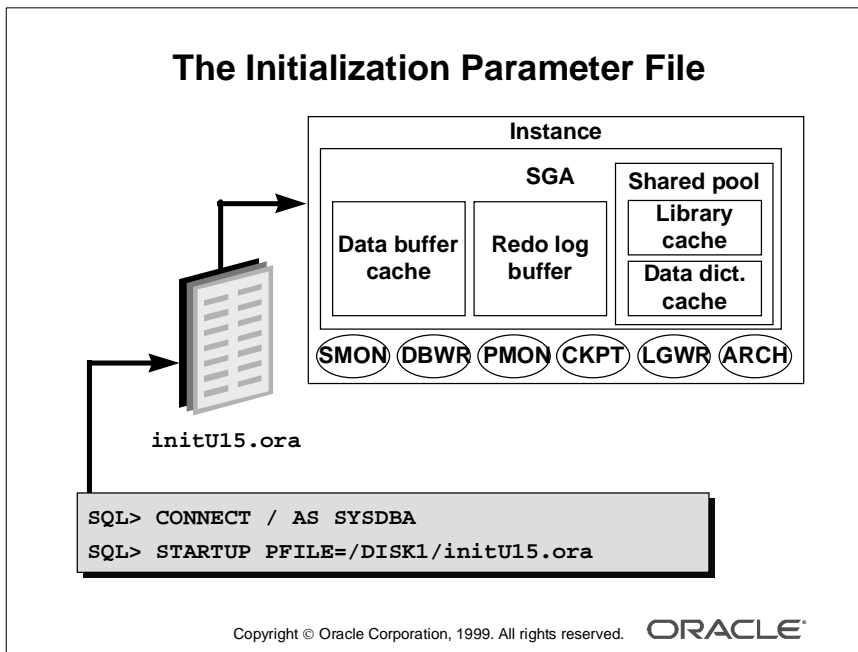 The Initialization Parameter File
Instance
SGA
Shared pool
Library
cache
Data dict.
cache
Data buffer
cache
Redo log
buffer
SMON DBWR PMON CKPT LGWR ARCH
initU15.ora
SQL> CONNECT / AS SYSDBA
SQL> STARTUP PFILE=/DISK1/initU15.ora
Copyright © Oracle Corporation, 1999. All rights reserved. ORACLE®